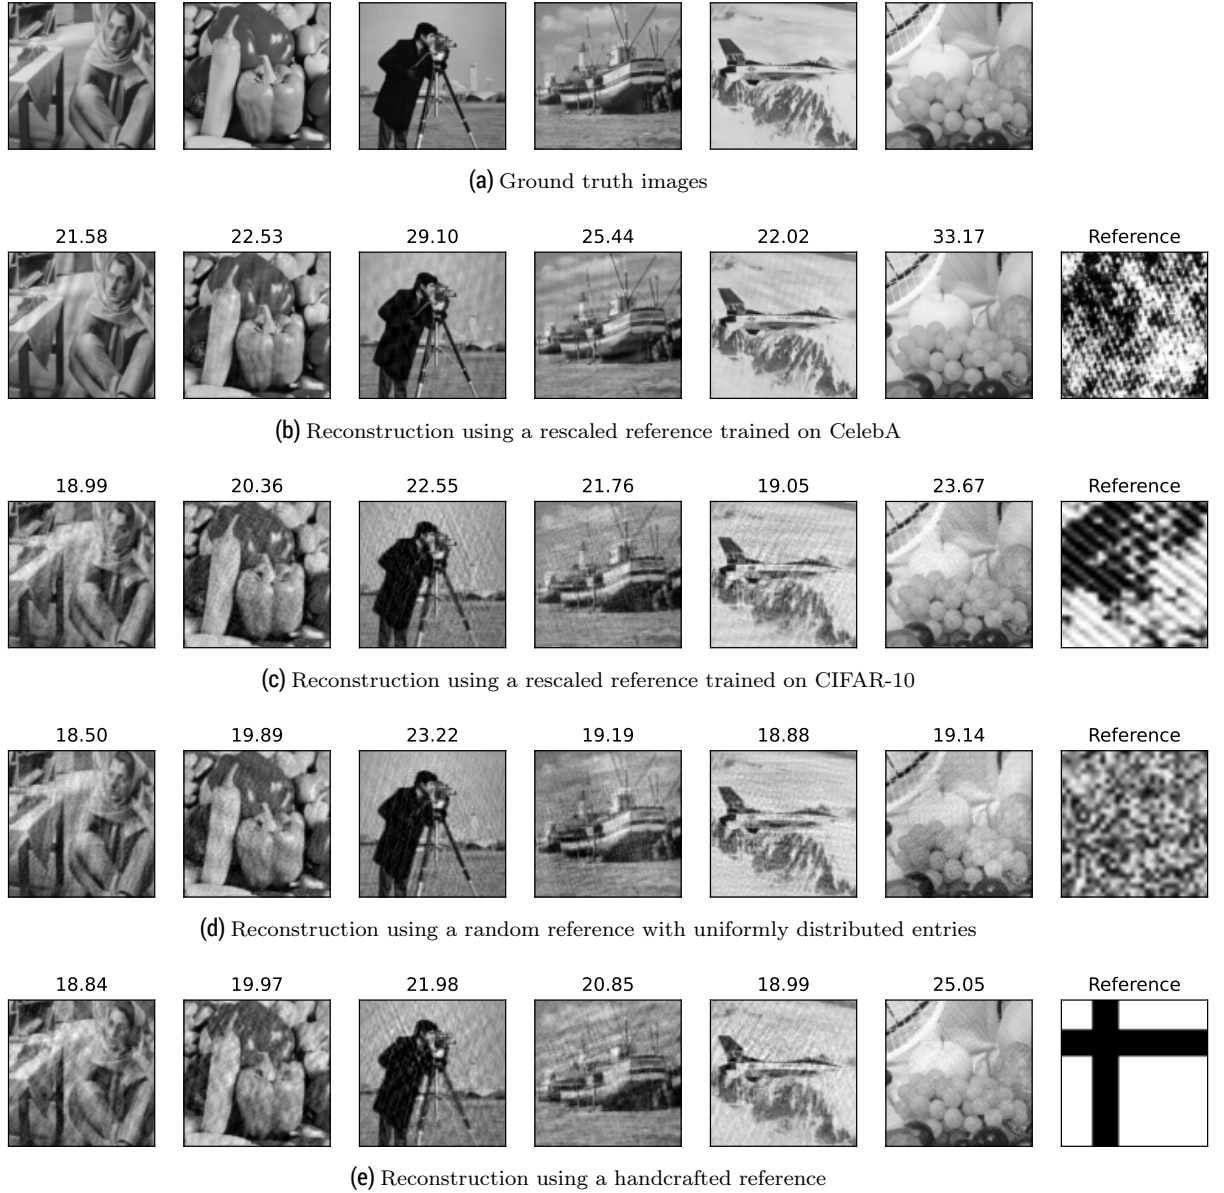 (a) Ground truth images
21.58 22.53 29.10 25.44 22.02 33.17 Reference
(b) Reconstruction using a rescaled reference trained on CelebA
18.99 20.36 22.55 21.76 19.05 23.67 Reference
(c) Reconstruction using a rescaled reference trained on CIFAR-10
18.50 19.89 23.22 19.19 18.88 19.14 Reference
(d) Reconstruction using a random reference with uniformly distributed entries
18.84 19.97 21.98 20.85 18.99 25.05 Reference
(e) Reconstruction using a handcrafted reference